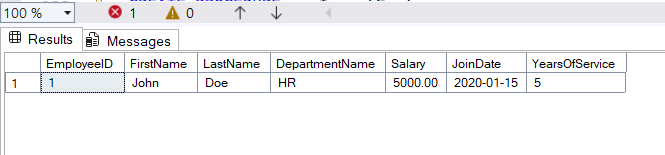 100 % 1 0
Results Messages
EmployeeID FirstName LastName DepartmentName Salary JoinDate YearsOfService
1 1 John Doe HR 5000.00 2020-01-15 5